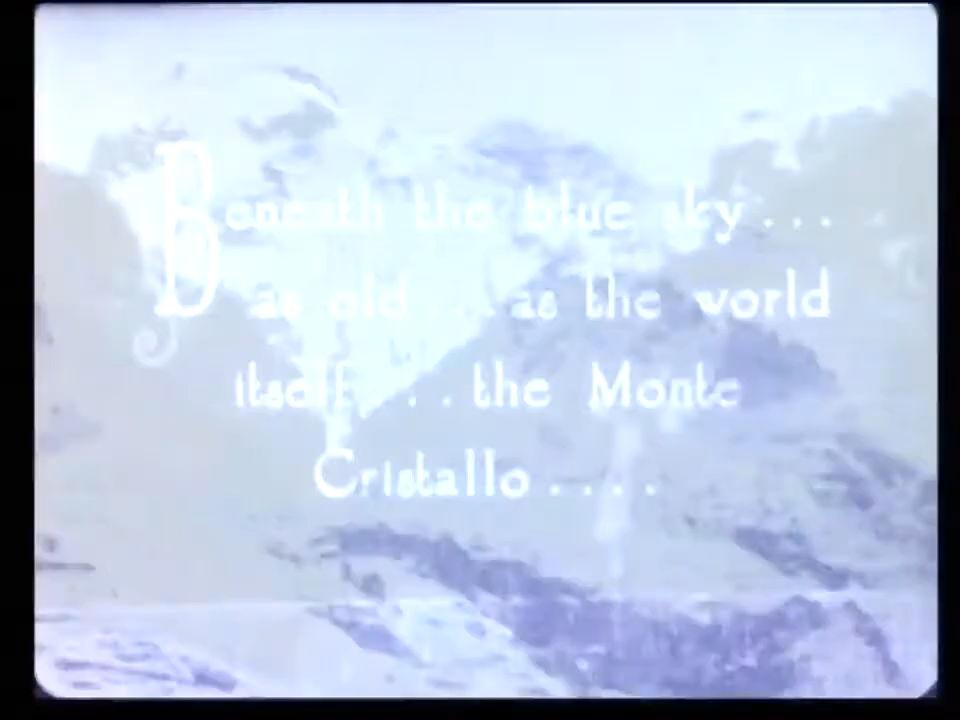 Beneath the blue sky . . .
as old . . . as the world
itself . . . the Monte
Cristallo . . . .